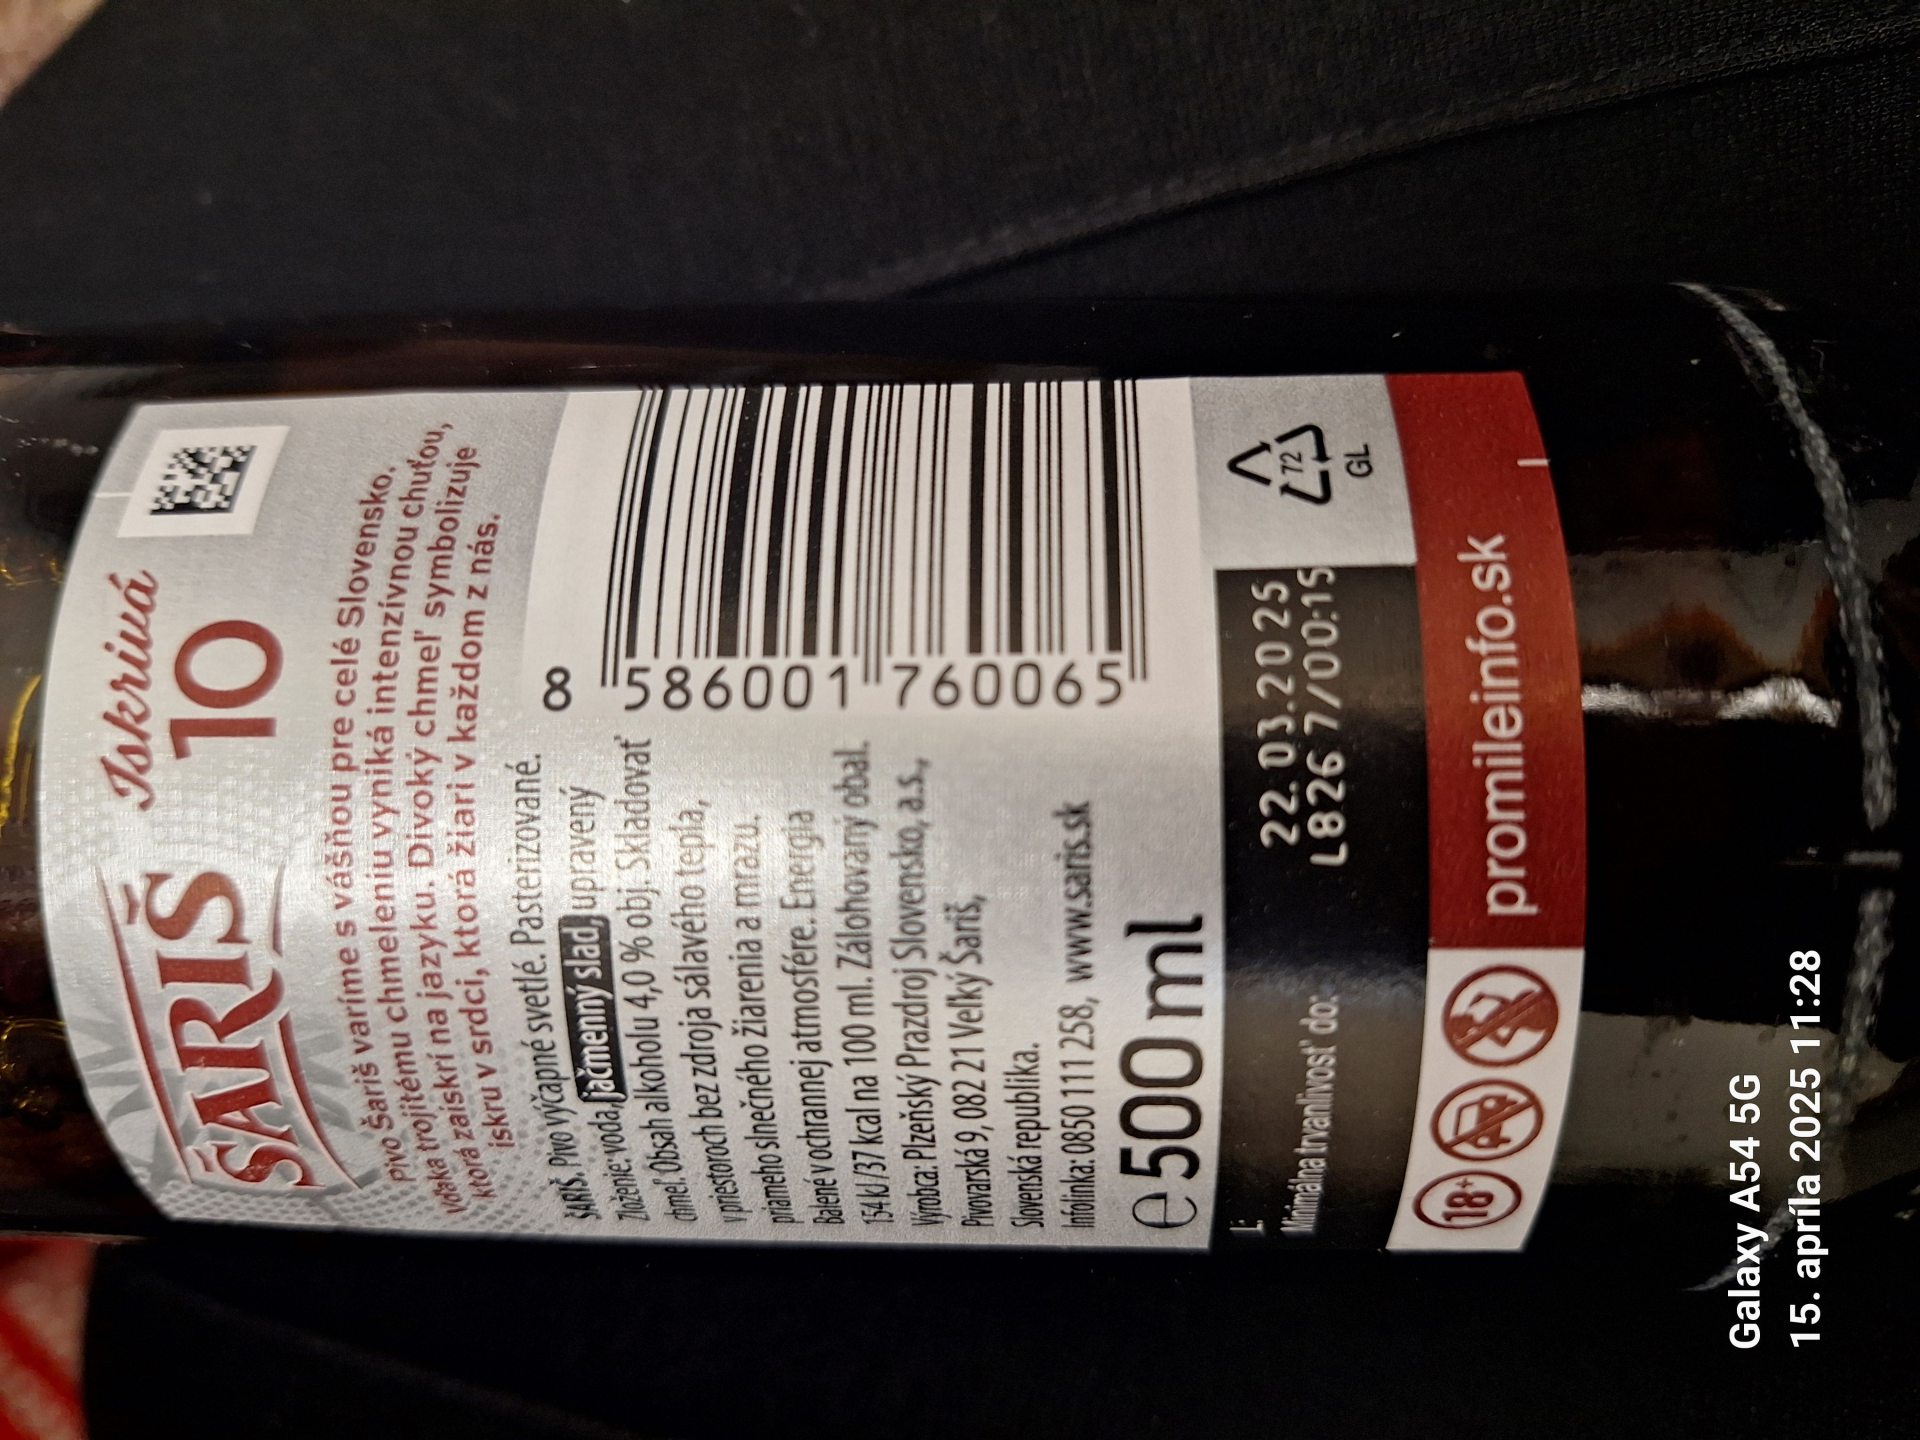 ŠARIŠ
Iskrivá
10
Pivo Šariš varíme s vášňou pre celé Slovensko.
Vďaka trojitému chmeleniu vyniká intenzívnou chuťou,
ktorá zaiskrí na jazyku. Divoký chmeľ symbolizuje
iskru v srdci, ktorá žiari v každom z nás.
ŠARIŠ. Pivo výčapné svetlé. Pasterizované.
Zloženie: voda, jačmenný slad, upravený
chmeľ. Obsah alkoholu 4,0 % obj. Skladovať
v priestoroch bez zdroja sálavého tepla,
priameho slnečného žiarenia a mrazu.
Balené v ochrannej atmosfére. Energia
154 kJ/37 kcal na 100 ml. Zálohovaný obal.
Výrobca: Plzeňský Prazdroj Slovensko, a.s.,
Pivovarská 9, 082 21 Veľký Šariš,
Slovenská republika.
Infolinka: 0850 1111 258, www.saris.sk
8 586001 760065
e 500 ml
72
GL
L:
Minimálna trvanlivosť do:
22.03.2025
L8267/00:15
18+
promileinfo.sk
Galaxy A54 5G
15. apríla 2025 11:28